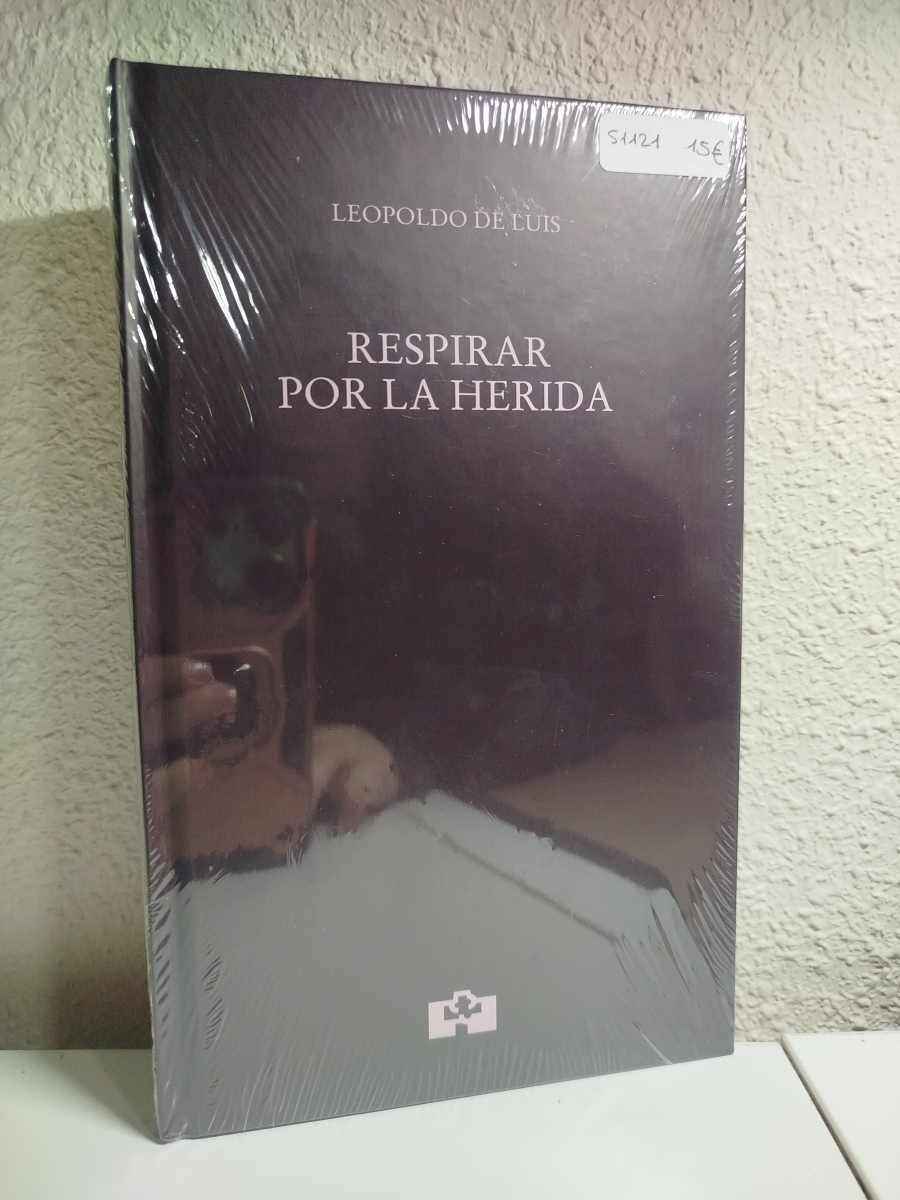 S1121 15€
LEOPOLDO DE LUIS
RESPIRAR
POR LA HERIDA